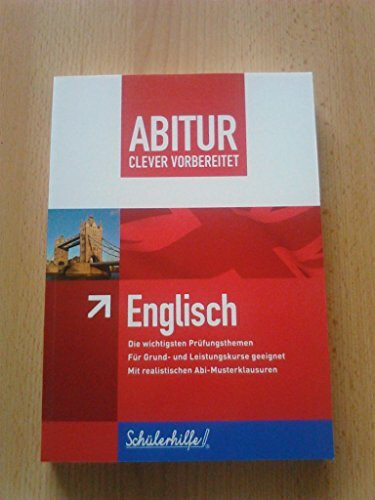 ABITUR
CLEVER VORBEREITET
Englisch
Die wichtigsten Prüfungsthemen
Für Grund- und Leistungskurse geeignet
Mit realistischen Abi-Musterklausuren
Schülerhilfe!®